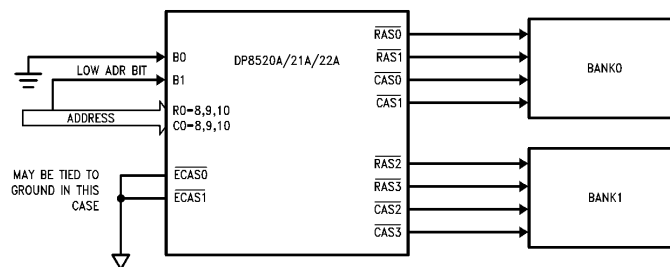 B0
LOW ADR BIT
B1
ADDRESS
R0-8,9,10
C0-8,9,10
MAY BE TIED TO
GROUND IN THIS
CASE
ECAS0
ECAS1
DP8520A/21A/22A
RAS0
RAS1
CAS0
CAS1
BANK0
RAS2
RAS3
CAS2
CAS3
BANK1